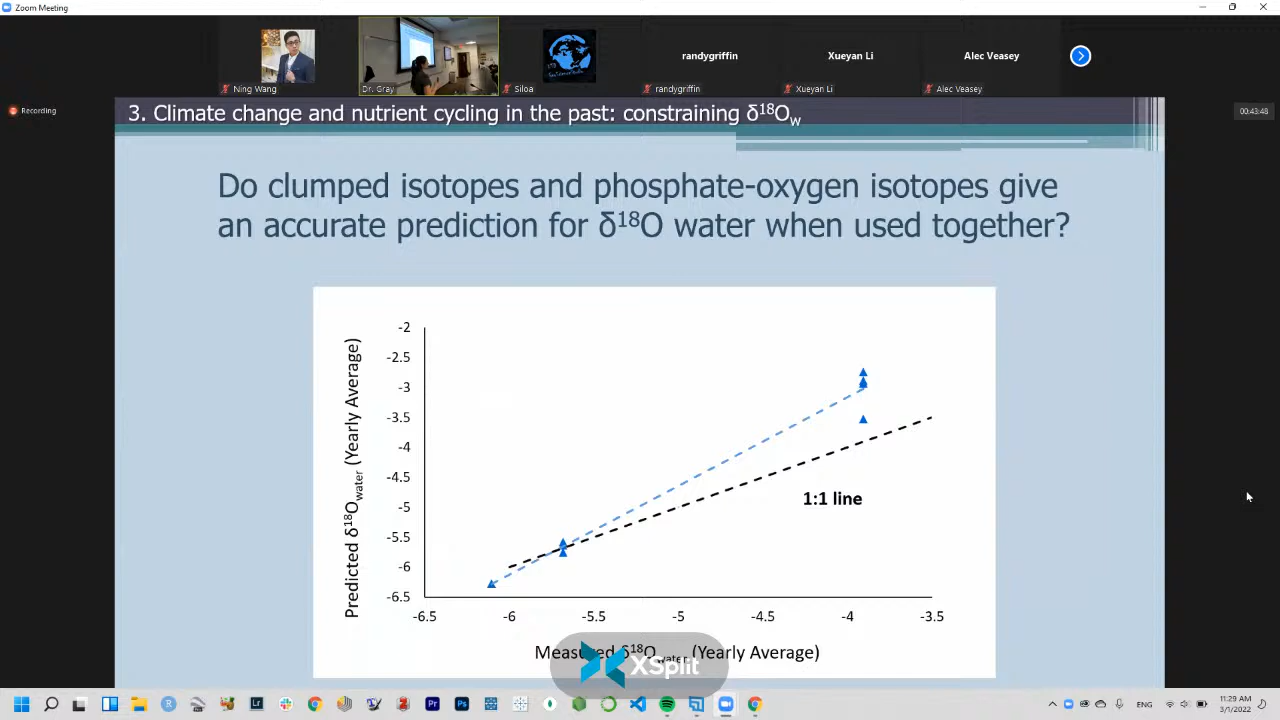 Zoom Meeting
randygriffin
Xueyan Li
Alec Veasey
Ning Wang
Dr. Gray
Siloa
randygriffin
Xueyan Li
Alec Veasey
Recording
00:43:48
3. Climate change and nutrient cycling in the past: constraining δ¹⁸Ow
Do clumped isotopes and phosphate-oxygen isotopes give
an accurate prediction for δ¹⁸O water when used together?
Predicted δ¹⁸Owater (Yearly Average)
-2
-2.5
-3
-3.5
-4
-4.5
-5
-5.5
-6
-6.5
1:1 line
-6.5 -6 -5.5 -5 -4.5 -4 -3.5
Measured δ¹⁸Owater (Yearly Average)
XSplit
ENG
11:29 AM
3/1/2022